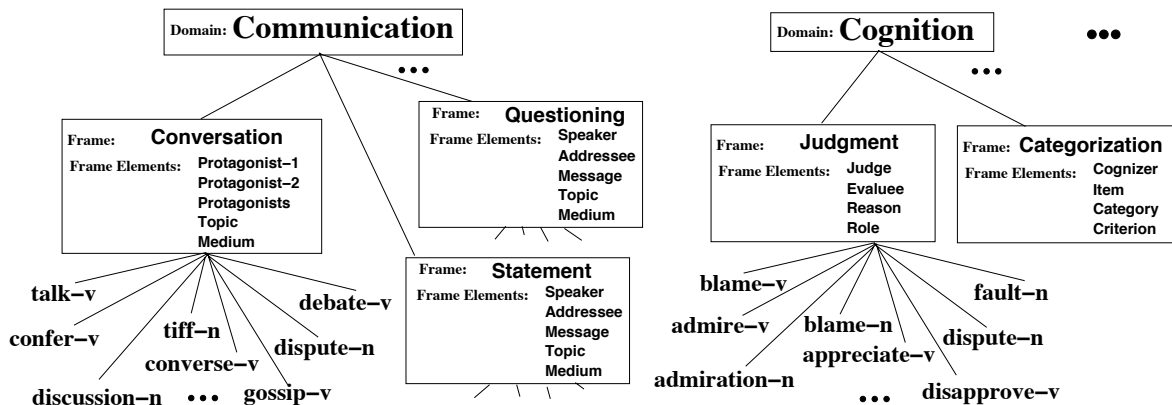 Domain: Communication
...
Frame: Conversation
Frame Elements: Protagonist–1
Protagonist–2
Protagonists
Topic
Medium
talk–v
confer–v
discussion–n
tiff–n
converse–v
...
gossip–v
dispute–n
debate–v
Frame: Questioning
Frame Elements: Speaker
Addressee
Message
Topic
Medium
Frame: Statement
Frame Elements: Speaker
Addressee
Message
Topic
Medium
Domain: Cognition
...
...
Frame: Judgment
Frame Elements: Judge
Evaluee
Reason
Role
blame–v
admire–v
admiration–n
blame–n
appreciate–v
...
disapprove–v
dispute–n
fault–n
Frame: Categorization
Frame Elements: Cognizer
Item
Category
Criterion